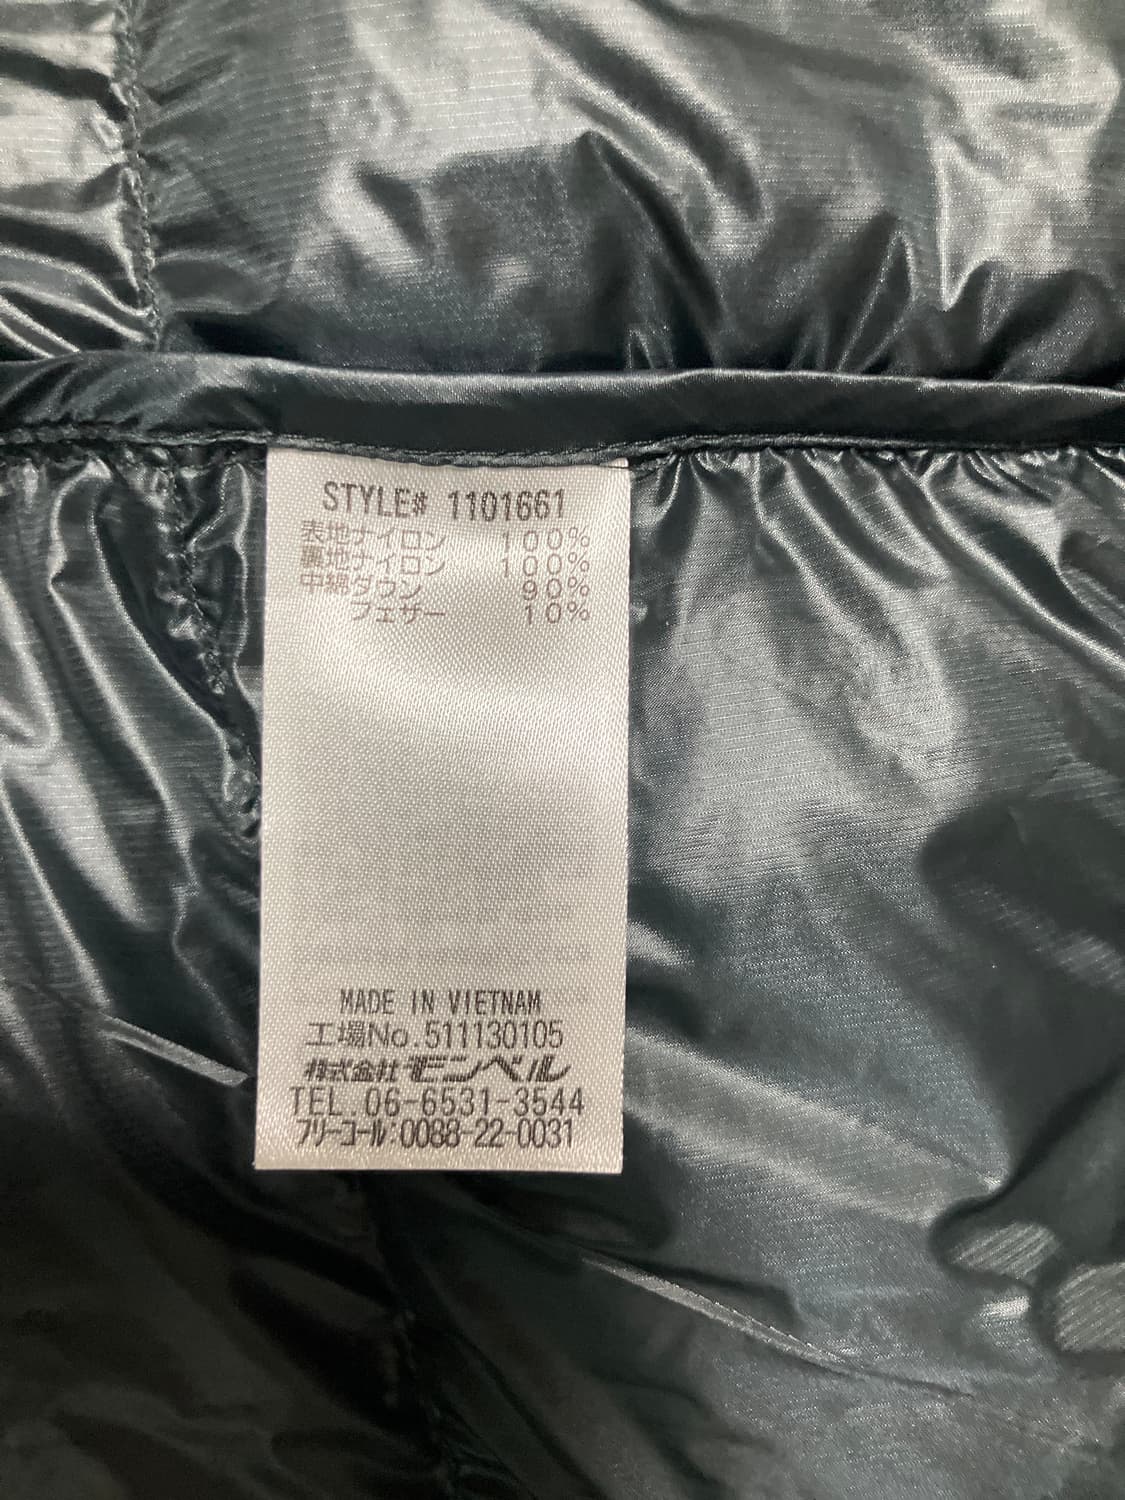 STYLE# 1101661
表地ナイロン 100%
裏地ナイロン 100%
中綿ダウン 90%
フェザー 10%
MADE IN VIETNAM
工場No.511130105
株式会社モンベル
TEL.06-6531-3544
フリーコール:0088-22-0031